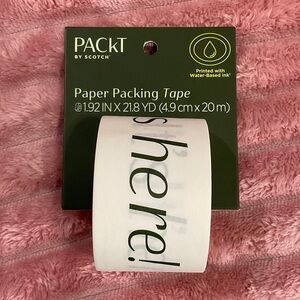 PACKT
BY SCOTCH™
Printed with
Water-Based Ink*
Paper Packing Tape
1.92 IN X 21.8 YD (4.9 cm x 20 m)
s here!